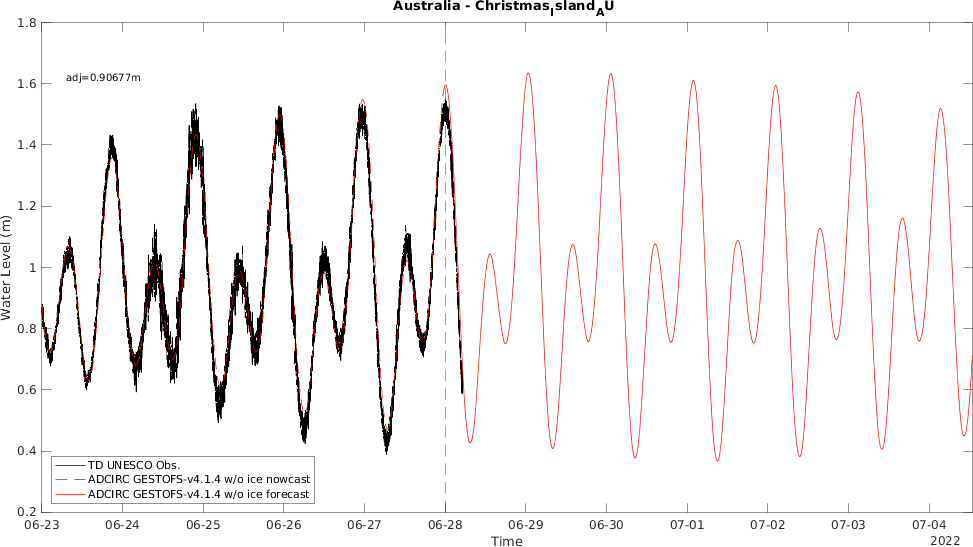 Australia - Christmas_Island_AU
1.8
1.6
1.4
1.2
1
0.8
0.6
0.4
0.2
Water Level (m)
adj=0.90677m
TD UNESCO Obs.
ADCIRC GESTOFS-v4.1.4 w/o ice nowcast
ADCIRC GESTOFS-v4.1.4 w/o ice forecast
06-23 06-24 06-25 06-26 06-27 06-28 06-29 06-30 07-01 07-02 07-03 07-04
Time
2022